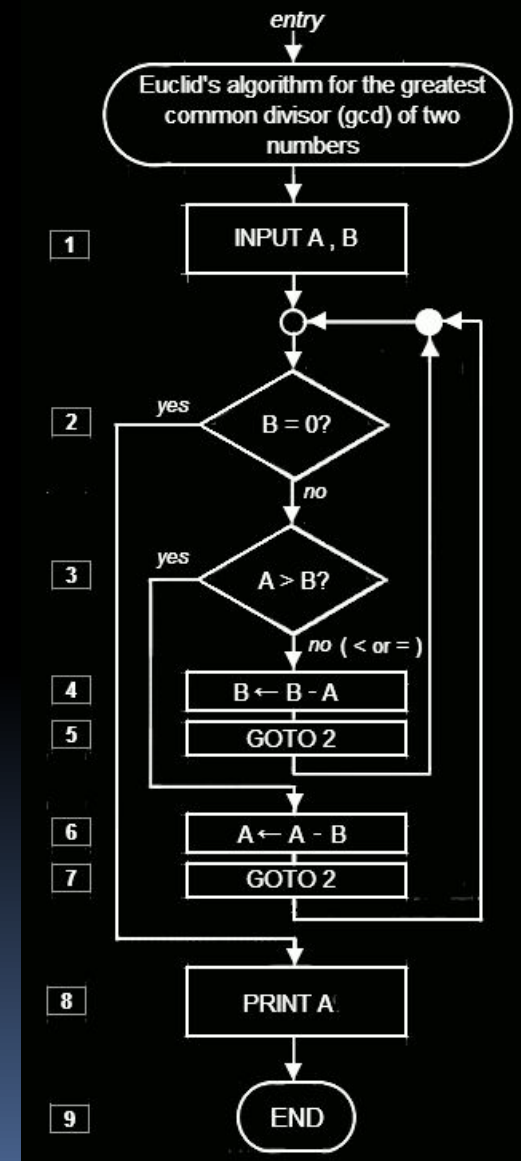 entry
Euclid's algorithm for the greatest
common divisor (gcd) of two
numbers
1
INPUT A , B
2
yes
B = 0?
no
3
yes
A > B?
no ( < or = )
4
B ← B - A
5
GOTO 2
6
A ← A - B
7
GOTO 2
8
PRINT A
9
END